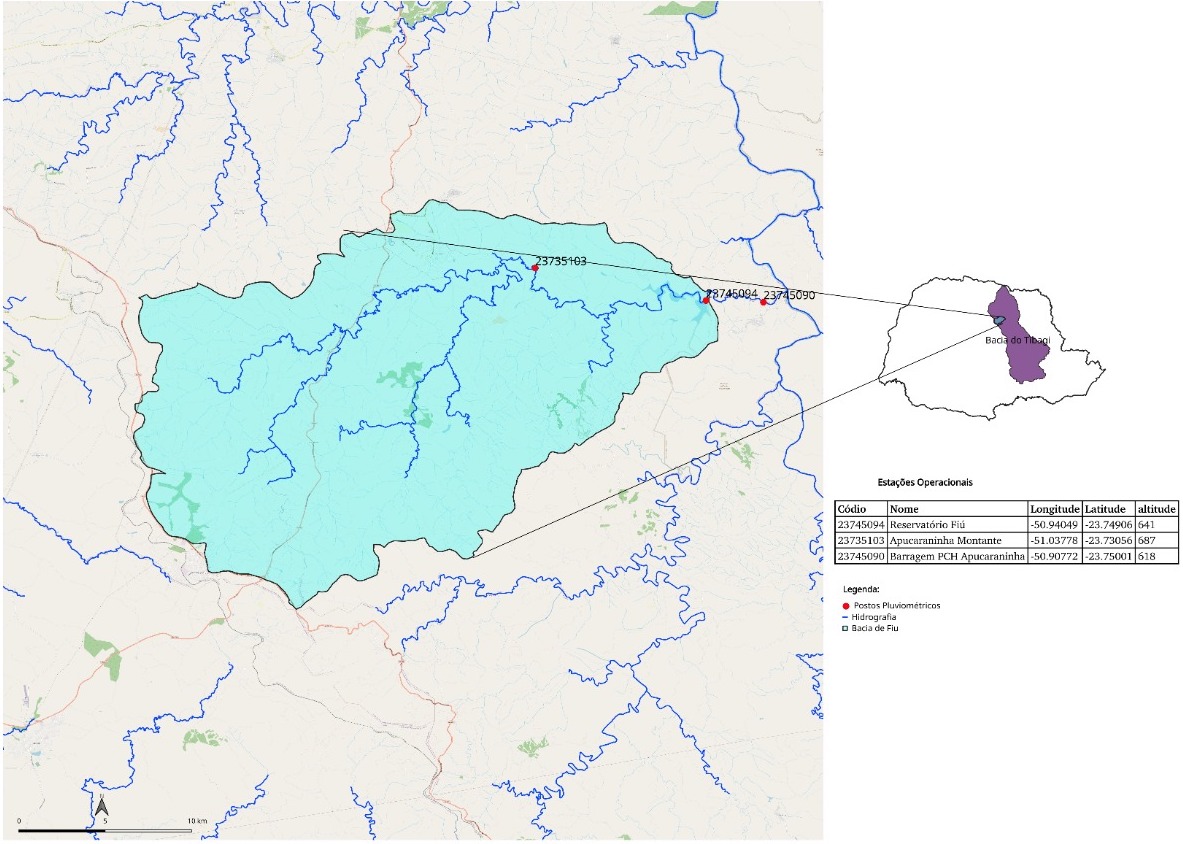 23735103
23745094
23745090
Bacia do Tibagi
Estações Operacionais
Códio Nome Longitude Latitude altitude
23745094 Reservatório Fiú -50.94049 -23.74906 641
23735103 Apucaraninha Montante -51.03778 -23.73056 687
23745090 Barragem PCH Apucaraninha -50.90772 -23.75001 618
Legenda:
Postos Pluviométricos
Hidrografia
Bacia de Fiu
N
0 5 10 km